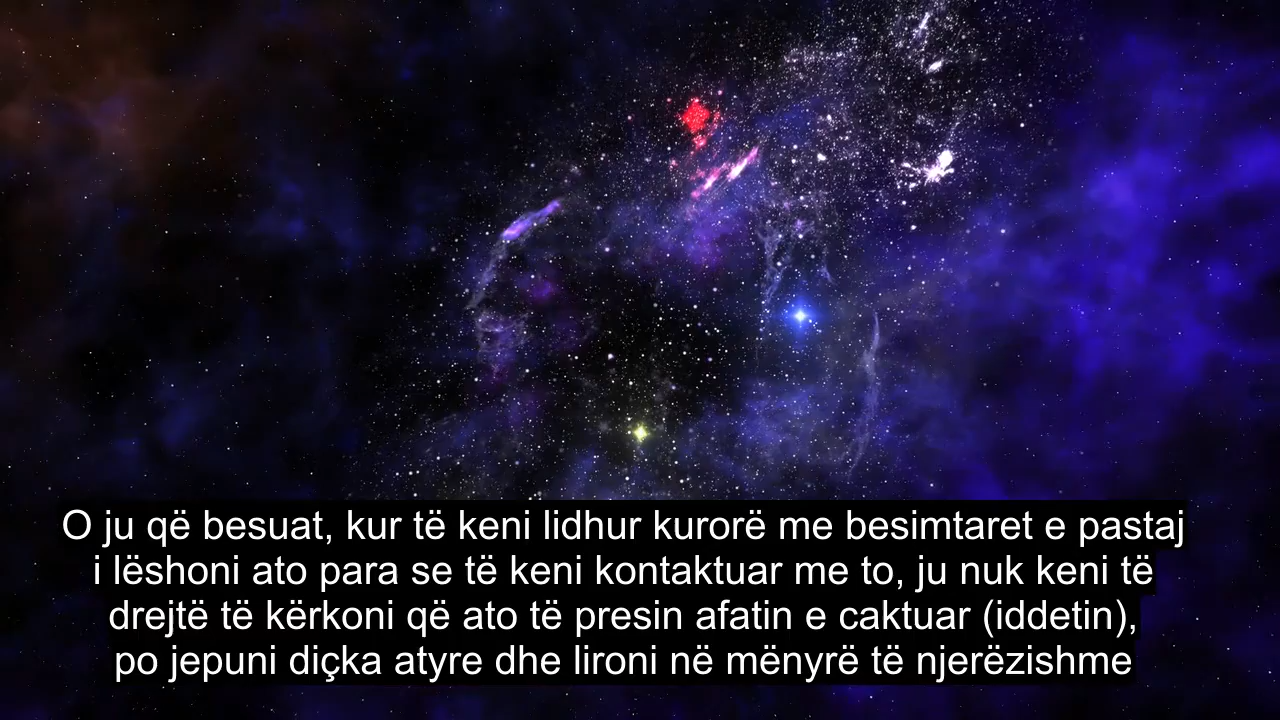 O ju që besuat, kur të keni lidhur kurorë me besimtaret e pastaj
i lëshoni ato para se të keni kontaktuar me to, ju nuk keni të
drejtë të kërkoni që ato të presin afatin e caktuar (iddetin),
po jepuni diçka atyre dhe lironi në mënyrë të njerëzishme